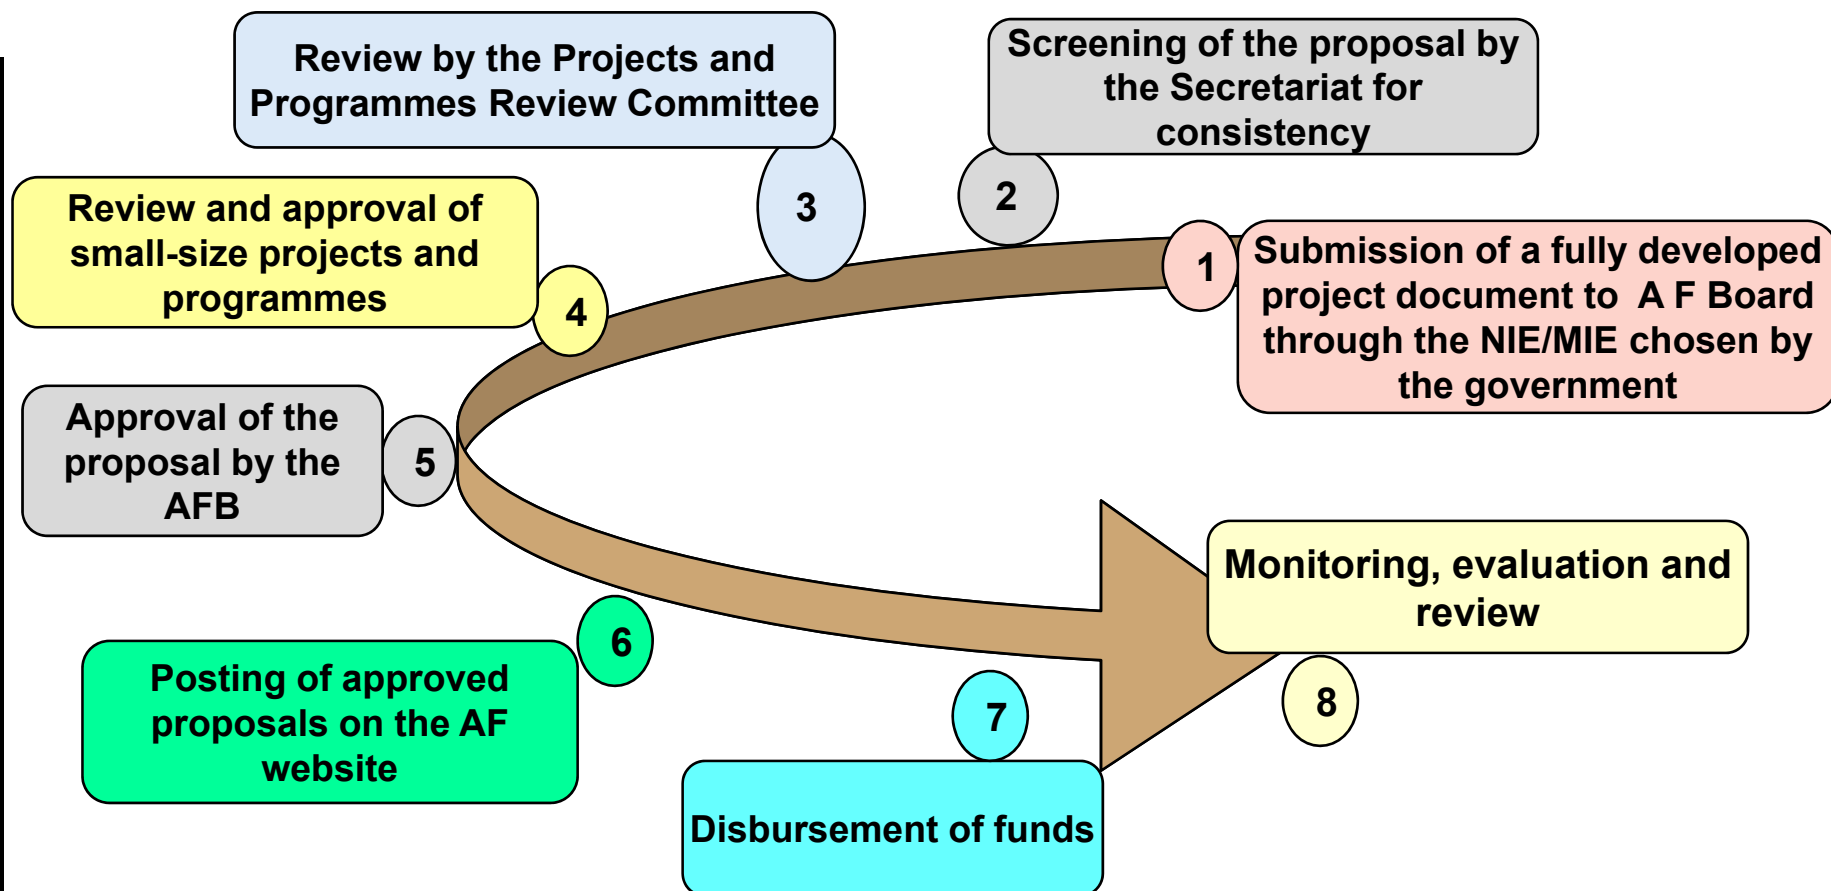 Review by the Projects and
Programmes Review Committee
3
Screening of the proposal by
the Secretariat for
consistency
2
Submission of a fully developed
project document to A F Board
through the NIE/MIE chosen by
the government
1
Review and approval of
small-size projects and
programmes
4
Approval of the
proposal by the
AFB
5
Posting of approved
proposals on the AF
website
6
Disbursement of funds
7
Monitoring, evaluation and
review
8